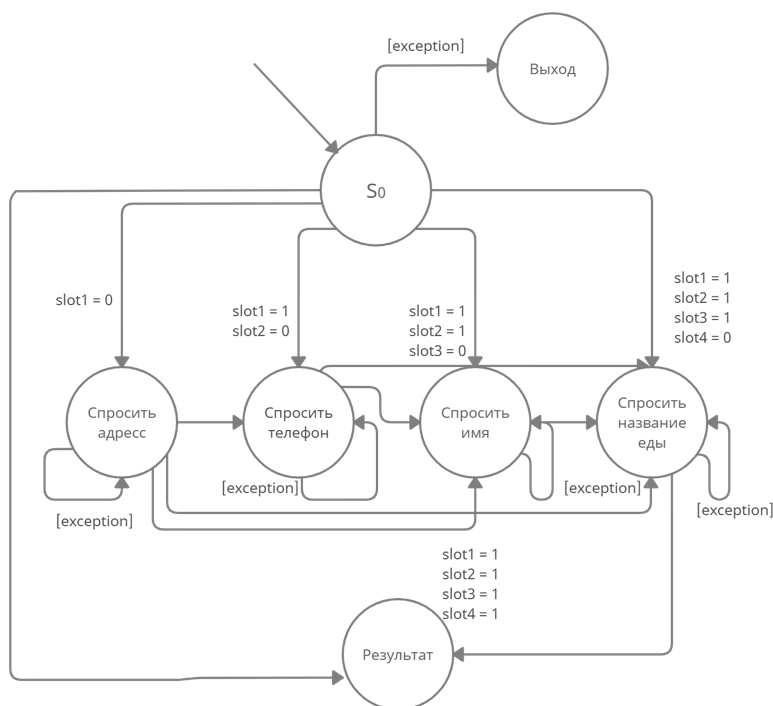 [exception]
Выход
S0
slot1 = 0
slot1 = 1
slot2 = 0
slot1 = 1
slot2 = 1
slot3 = 0
slot1 = 1
slot2 = 1
slot3 = 1
slot4 = 0
Спросить
адресс
Спросить
телефон
Спросить
имя
Спросить
название
еды
[exception]
[exception]
[exception]
[exception]
slot1 = 1
slot2 = 1
slot3 = 1
slot4 = 1
Результат